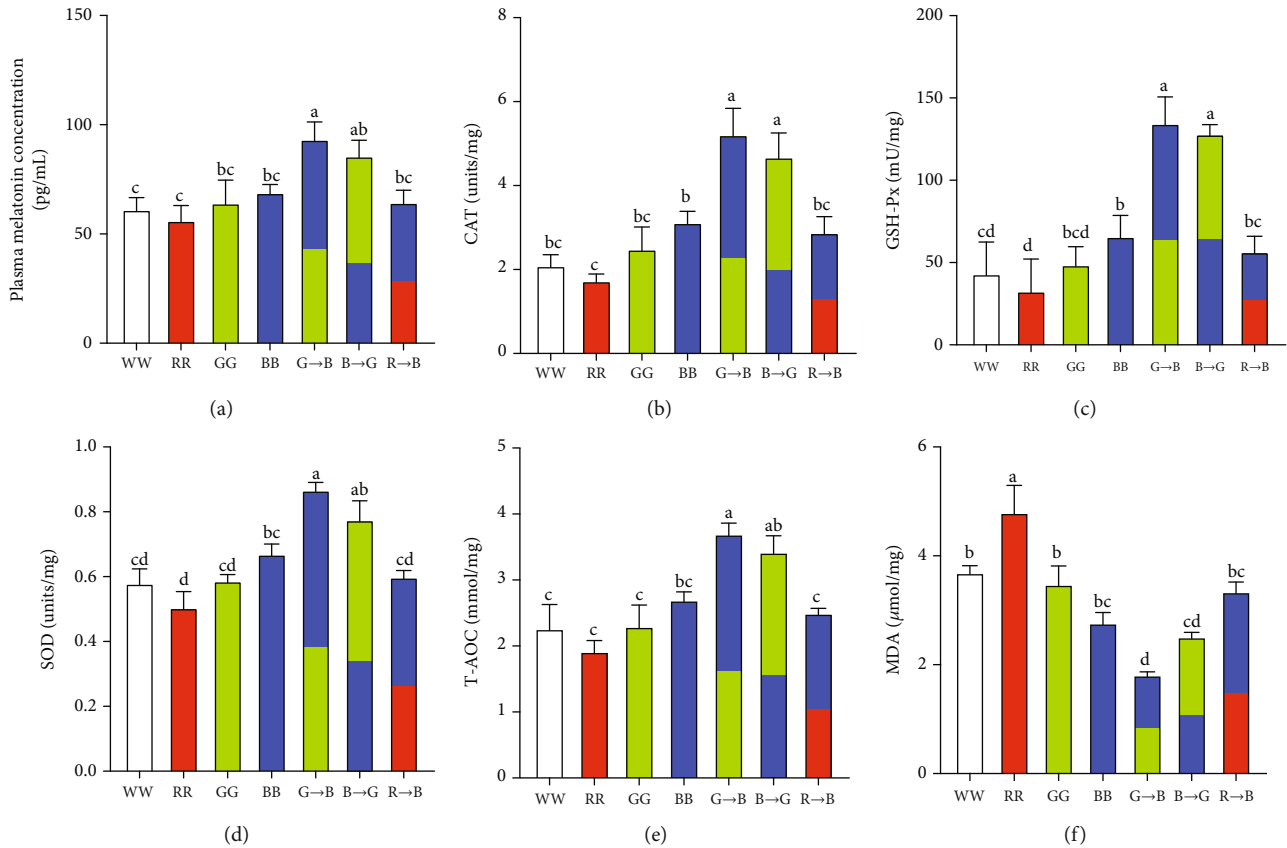 Plasma melatonin concentration
(pg/mL)
150
100
50
0
c
c
bc
bc
a
ab
bc
WW RR GG BB G→B B→G R→B
(a)
CAT (units/mg)
8
6
4
2
0
bc
c
bc
b
a
a
bc
WW RR GG BB G→B B→G R→B
(b)
GSH-Px (mU/mg)
200
150
100
50
0
cd
d
bcd
b
a
a
bc
WW RR GG BB G→B B→G R→B
(c)
SOD (units/mg)
1.0
0.8
0.6
0.4
0.2
0.0
cd
d
cd
bc
a
ab
cd
WW RR GG BB G→B B→G R→B
(d)
T-AOC (mmol/mg)
5
4
3
2
1
0
c
c
c
bc
a
ab
c
WW RR GG BB G→B B→G R→B
(e)
MDA (μmol/mg)
6
4
2
0
b
a
b
bc
d
cd
bc
WW RR GG BB G→B B→G R→B
(f)